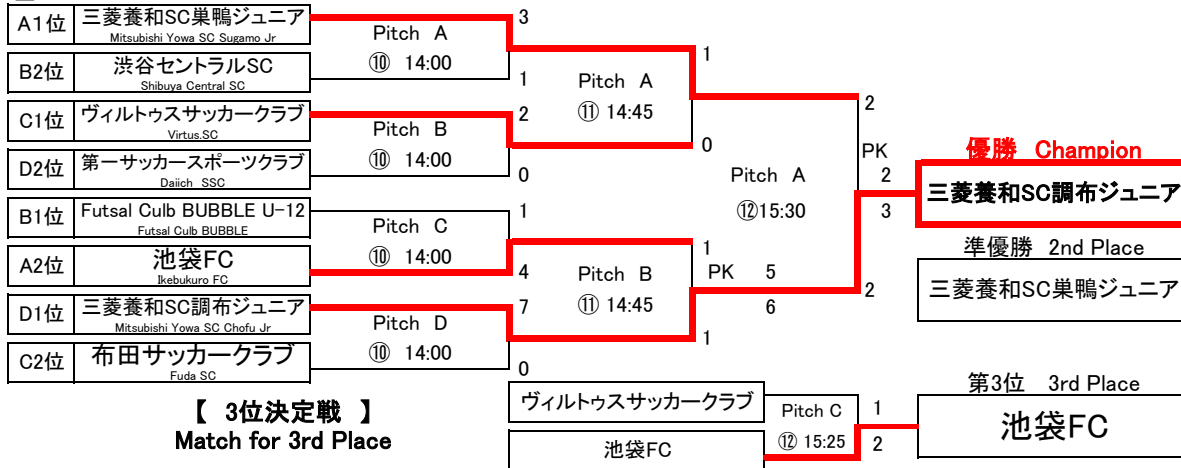 A1位 三菱養和SC巣鴨ジュニア
Mitsubishi Yowa SC Sugamo Jr
B2位 渋谷セントラルSC
Shibuya Central SC
C1位 ヴィルトゥスサッカークラブ
Virtus.SC
D2位 第一サッカースポーツクラブ
Daiich SSC
B1位 Futsal Culb BUBBLE U-12
Futsal Culb BUBBLE
A2位 池袋FC
Ikebukuro FC
D1位 三菱養和SC調布ジュニア
Mitsubishi Yowa SC Chofu Jr
C2位 布田サッカークラブ
Fuda SC
Pitch A
⑩ 14:00
3
1
Pitch B
⑩ 14:00
2
0
Pitch C
⑩ 14:00
1
4
Pitch D
⑩ 14:00
7
0
Pitch A
⑪ 14:45
1
0
Pitch B
⑪ 14:45
1
PK 5
6
1
Pitch A
⑫15:30
2
PK
2
3
2
優勝 Champion
三菱養和SC調布ジュニア
準優勝 2nd Place
三菱養和SC巣鴨ジュニア
【 3位決定戦 】
Match for 3rd Place
ヴィルトゥスサッカークラブ
池袋FC
Pitch C
⑫ 15:25
1
2
第3位 3rd Place
池袋FC